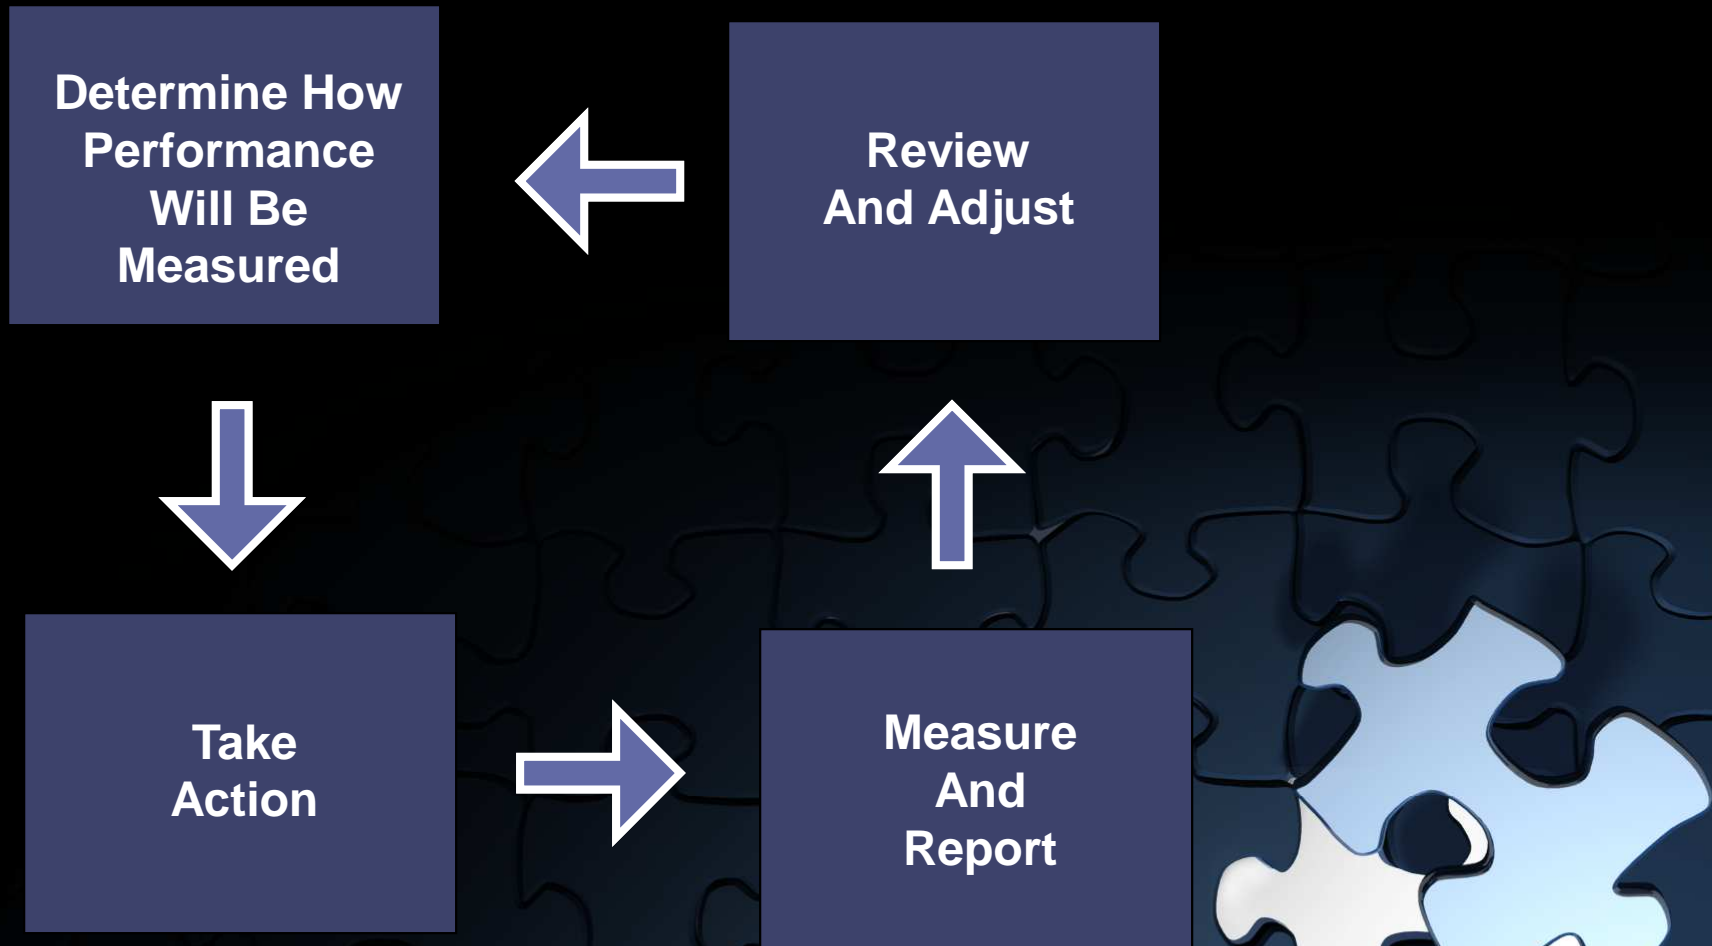 Determine How
Performance
Will Be
Measured
Review
And Adjust
Take
Action
Measure
And
Report